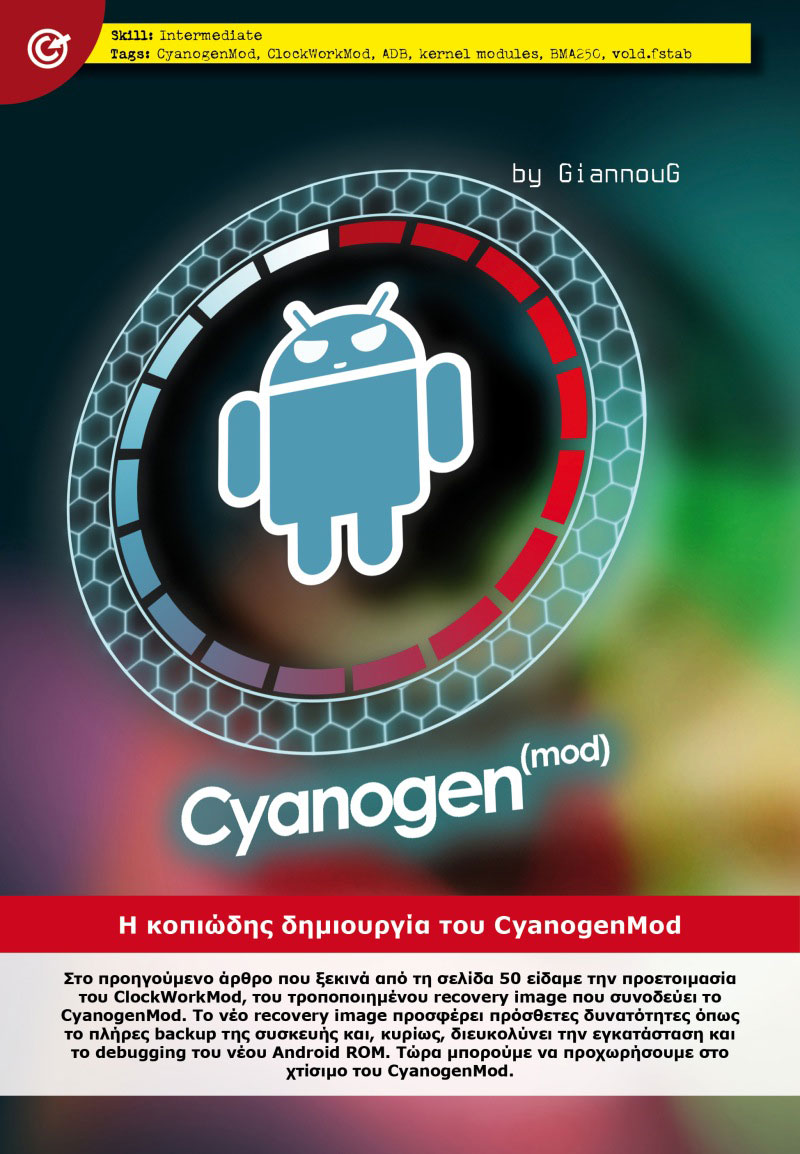 Skill: Intermediate
Tags: CyanogenMod, ClockWorkMod, ADB, kernel modules, BMA250, vold.fstab
by GiannouG
Cyanogen(mod)
Η κοπιώδης δημιουργία του CyanogenMod
Στο προηγούμενο άρθρο που ξεκινά από τη σελίδα 50 είδαμε την προετοιμασία
του ClockWorkMod, του τροποποιημένου recovery image που συνοδεύει το
CyanogenMod. Το νέο recovery image προσφέρει πρόσθετες δυνατότητες όπως
το πλήρες backup της συσκευής και, κυρίως, διευκολύνει την εγκατάσταση και
το debugging του νέου Android ROM. Τώρα μπορούμε να προχωρήσουμε στο
χτίσιμο του CyanogenMod.